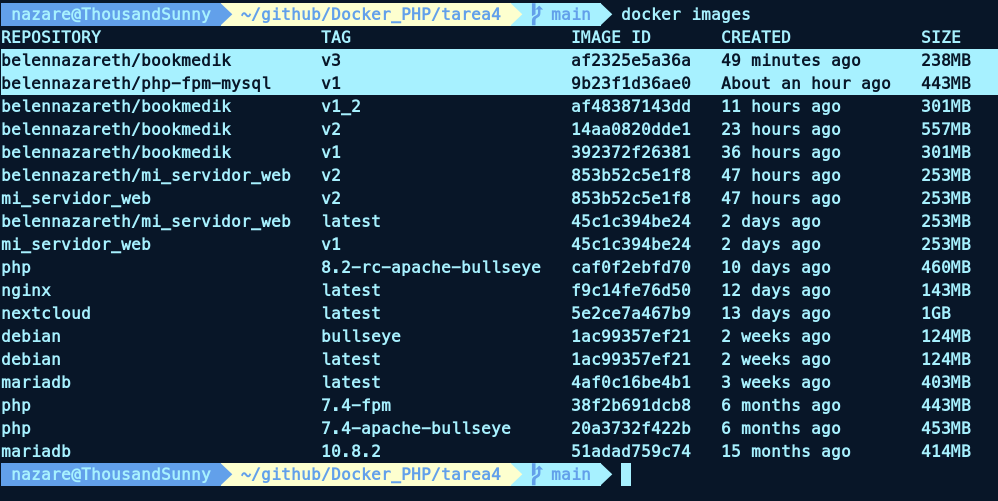 nazare@ThousandSunny ~/github/Docker_PHP/tarea4 main docker images
REPOSITORY TAG IMAGE ID CREATED SIZE
belennazareth/bookmedik v3 af2325e5a36a 49 minutes ago 238MB
belennazareth/php-fpm-mysql v1 9b23f1d36ae0 About an hour ago 443MB
belennazareth/bookmedik v1_2 af48387143dd 11 hours ago 301MB
belennazareth/bookmedik v2 14aa0820dde1 23 hours ago 557MB
belennazareth/bookmedik v1 392372f26381 36 hours ago 301MB
belennazareth/mi_servidor_web v2 853b52c5e1f8 47 hours ago 253MB
mi_servidor_web v2 853b52c5e1f8 47 hours ago 253MB
belennazareth/mi_servidor_web latest 45c1c394be24 2 days ago 253MB
mi_servidor_web v1 45c1c394be24 2 days ago 253MB
php 8.2-rc-apache-bullseye caf0f2ebfd70 10 days ago 460MB
nginx latest f9c14fe76d50 12 days ago 143MB
nextcloud latest 5e2ce7a467b9 13 days ago 1GB
debian bullseye 1ac99357ef21 2 weeks ago 124MB
debian latest 1ac99357ef21 2 weeks ago 124MB
mariadb latest 4af0c16be4b1 3 weeks ago 403MB
php 7.4-fpm 38f2b691dcb8 6 months ago 443MB
php 7.4-apache-bullseye 20a3732f422b 6 months ago 453MB
mariadb 10.8.2 51adad759c74 15 months ago 414MB
nazare@ThousandSunny ~/github/Docker_PHP/tarea4 main